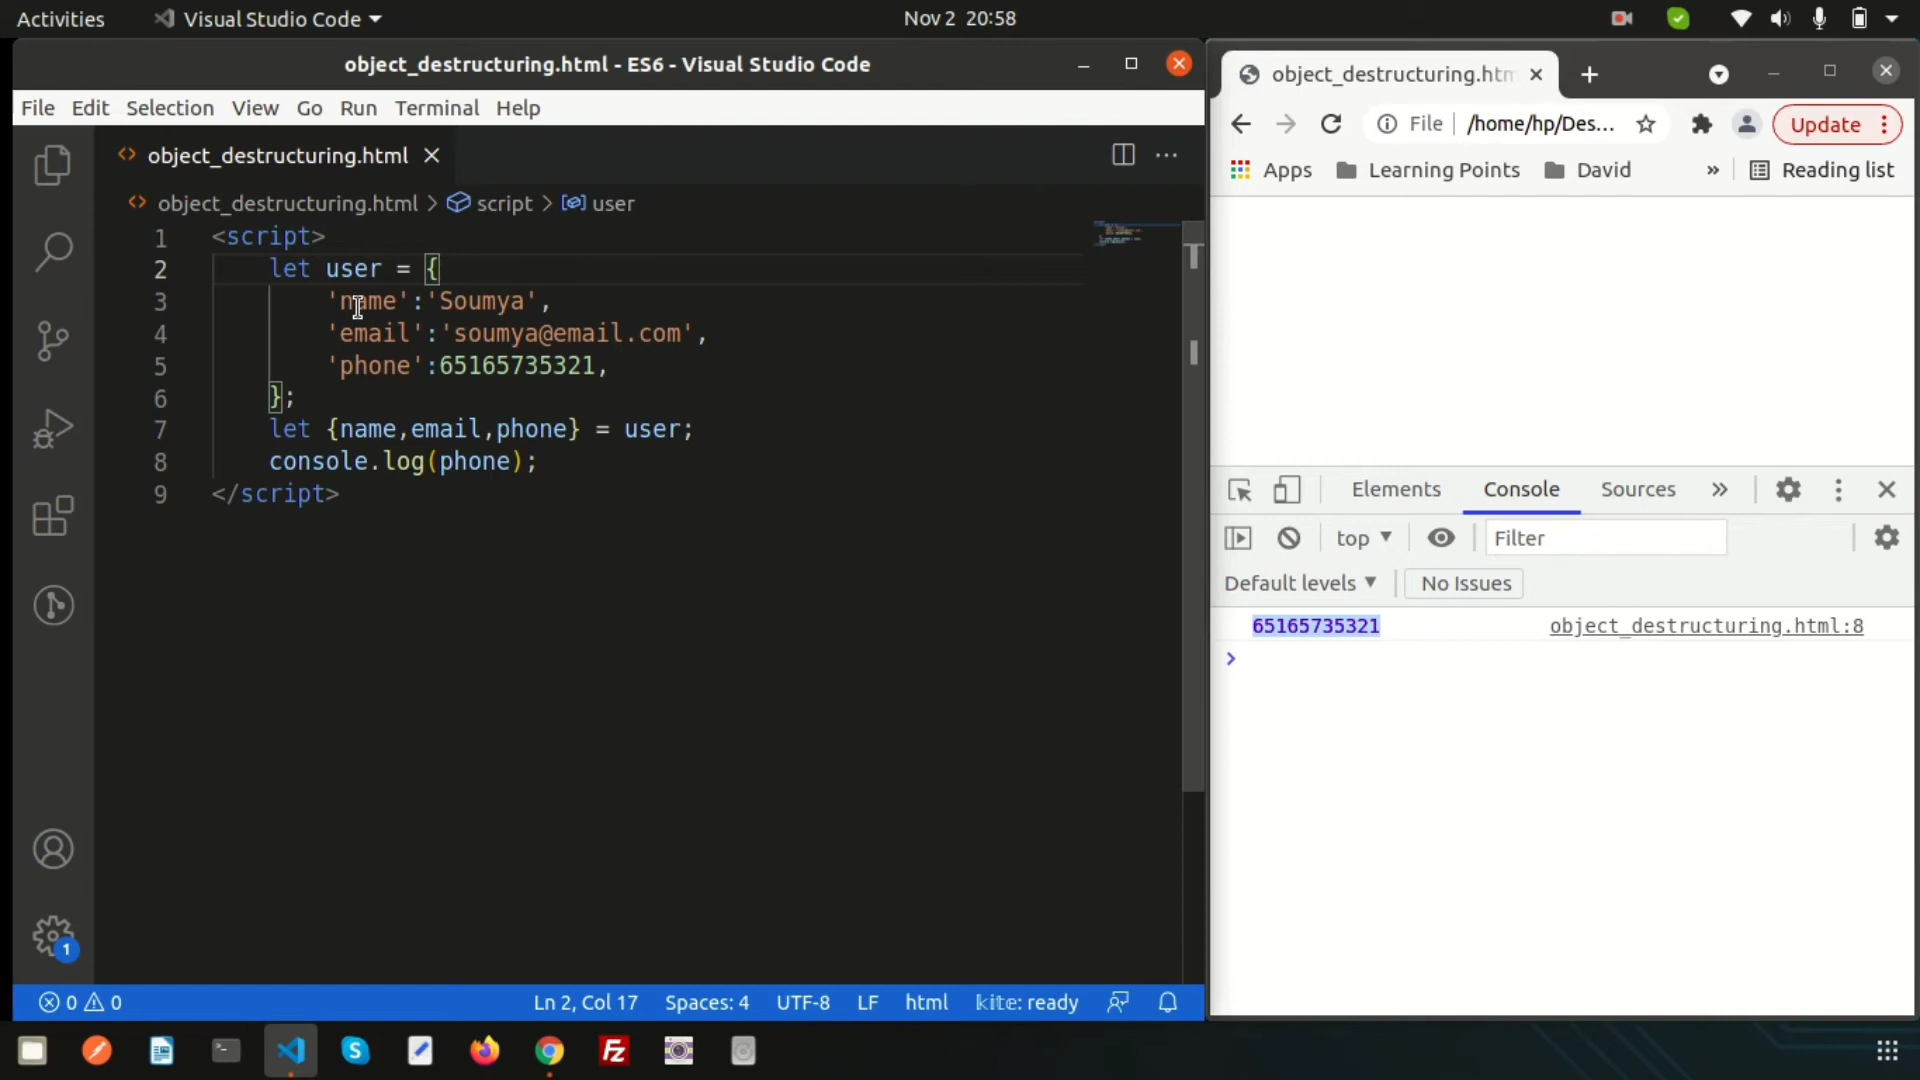 Activities Visual Studio Code Nov 2 20:58
object_destructuring.html - ES6 - Visual Studio Code
File Edit Selection View Go Run Terminal Help
object_destructuring.html
object_destructuring.html > script > user
1 <script>
2 let user = {
3 'name':'Soumya',
4 'email':'soumya@email.com',
5 'phone':65165735321,
6 };
7 let {name,email,phone} = user;
8 console.log(phone);
9 </script>
1
0 0 Ln 2, Col 17 Spaces: 4 UTF-8 LF html kite: ready
object_destructuring.htm
File /home/hp/Des... Update
Apps Learning Points David » Reading list
Elements Console Sources »
top Filter
Default levels No Issues
65165735321 object_destructuring.html:8
>